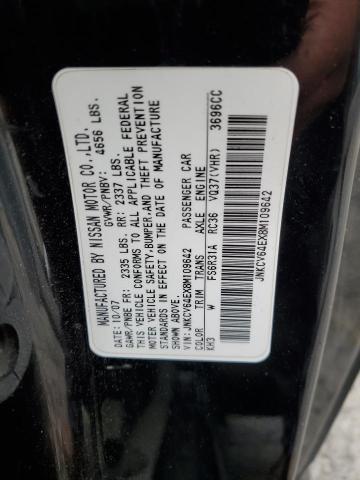 MANUFACTURED BY NISSAN MOTOR CO., LTD.
DATE: 10/07 GVWR/PNBV: 4656 LBS.
GAWR/PNBE FR: 2335 LBS. RR: 2337 LBS.
THIS VEHICLE CONFORMS TO ALL APPLICABLE FEDERAL
MOTOR VEHICLE SAFETY,BUMPER,AND THEFT PREVENTION
STANDARDS IN EFFECT ON THE DATE OF MANUFACTURE
SHOWN ABOVE.
VIN: JNKCV64EX8M109642 PASSENGER CAR
COLOR TRIM TRANS AXLE ENGINE
KH3 W FS6R31A RC36 VQ37(VHR) 3696CC
JNKCV64EX8M109642